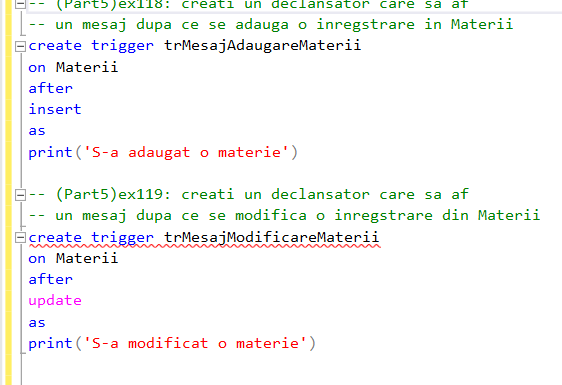 -- (Part5)ex118: creati un declansator care sa af
-- un mesaj dupa ce se adauga o inregstrare in Materii
create trigger trMesajAdaugareMaterii
on Materii
after
insert
as
print('S-a adaugat o materie')
-- (Part5)ex119: creati un declansator care sa af
-- un mesaj dupa ce se modifica o inregstrare din Materii
create trigger trMesajModificareMaterii
on Materii
after
update
as
print('S-a modificat o materie')